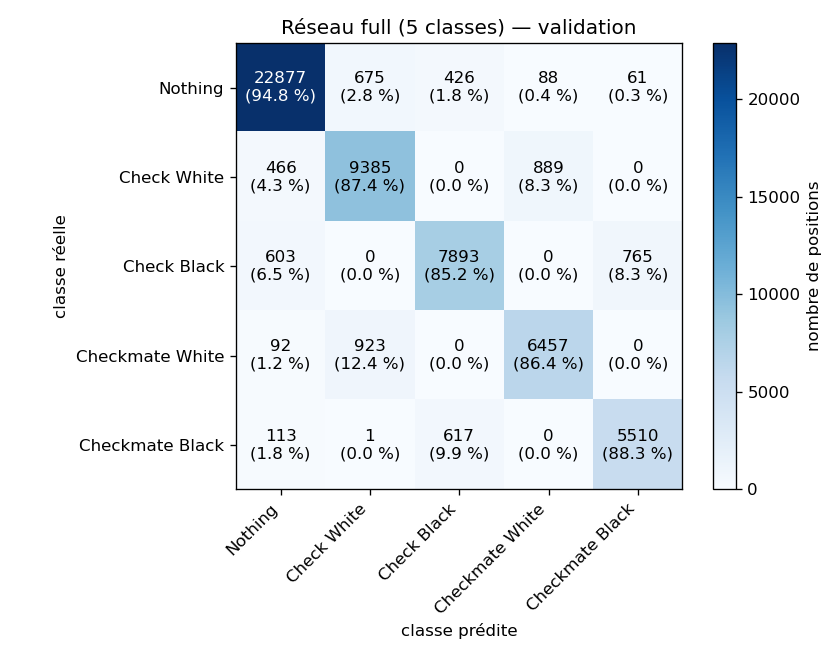 Réseau full (5 classes) — validation
Nothing
22877 675 426 88 61
(94.8 %) (2.8 %) (1.8 %) (0.4 %) (0.3 %)
Check White
466 9385 0 889 0
(4.3 %) (87.4 %) (0.0 %) (8.3 %) (0.0 %)
Check Black
603 0 7893 0 765
(6.5 %) (0.0 %) (85.2 %) (0.0 %) (8.3 %)
Checkmate White
92 923 0 6457 0
(1.2 %) (12.4 %) (0.0 %) (86.4 %) (0.0 %)
Checkmate Black
113 1 617 0 5510
(1.8 %) (0.0 %) (9.9 %) (0.0 %) (88.3 %)
classe réelle
Nothing
Check White
Check Black
Checkmate White
Checkmate Black
classe prédite
20000
15000
10000
5000
0
nombre de positions